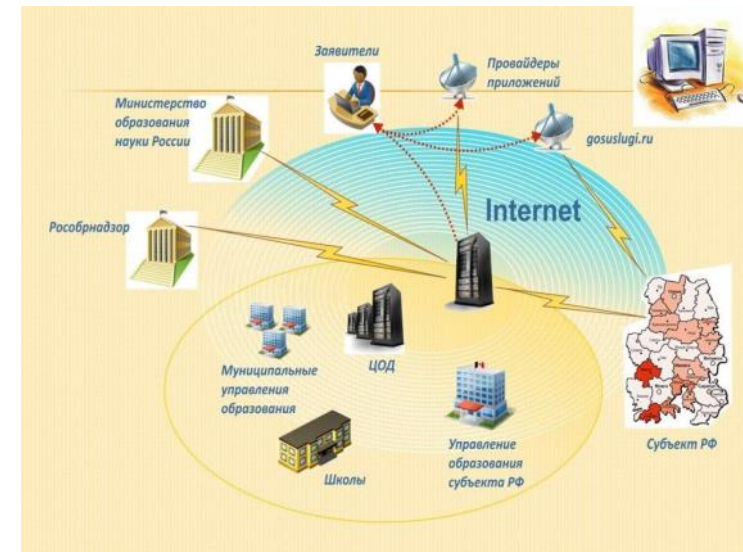 Заявители
Провайдеры
приложений
Министерство
образования
науки России
gosuslugi.ru
Internet
Рособрнадзор
Муниципальные
управления
образования
ЦОД
Управление
образования
субъекта РФ
Школы
Субъект РФ